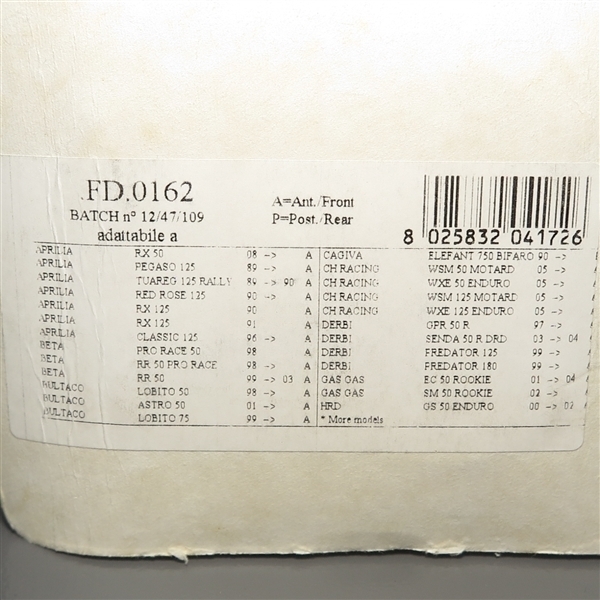 FD.0162
BATCH n° 12/47/109
adattabile a
A=Ant./Front
P=Post./Rear
8 025832 041726
APRILIA RX 50 08 -> A CAGIVA ELEFANT 750 BIFARO 90 ->
APRILIA PEGASO 125 89 -> A CH RACING WSM 50 MOTARD 05 ->
APRILIA TUAREG 125 RALLY 89 -> 90 A CH RACING WXE 50 ENDURO 05 ->
APRILIA RED ROSE 125 90 -> A CH RACING WSM 125 MOTARD 05 ->
APRILIA RX 125 90 A CH RACING WXE 125 ENDURO 05 ->
APRILIA RX 125 91 A DERBI GPR 50 R 97 ->
APRILIA CLASSIC 125 96 -> A DERBI SENDA 50 R DRD 03 -> 04
BETA PRO RACE 50 98 A DERBI FREDATOR 125 99 ->
BETA RR 50 PRO RACE 98 -> A DERBI FREDATOR 180 99 ->
BETA RR 50 99 -> 03 A GAS GAS EC 50 ROOKIE 01 -> 04
BULTACO LOBITO 50 98 -> A GAS GAS SM 50 ROOKIE 02 ->
BULTACO ASTRO 50 01 -> A HRD GS 50 ENDURO 00 -> 02
BULTACO LOBITO 75 99 -> A * More models